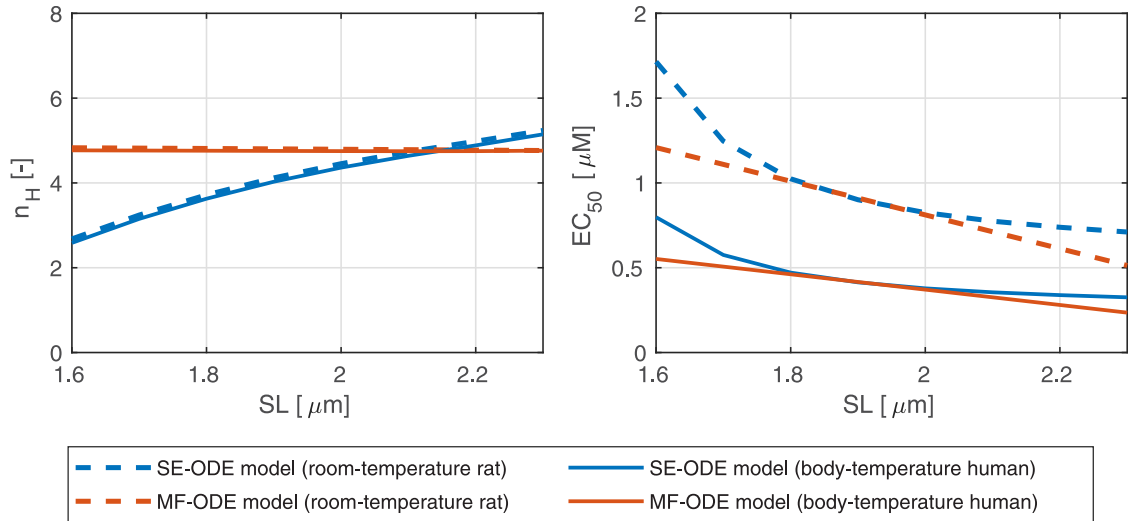 8
6
4
2
0
n_H [-]
1.6
1.8
2
2.2
SL [ μm]
2
1.5
1
0.5
0
EC_50 [ μM]
1.6
1.8
2
2.2
SL [ μm]
SE-ODE model (room-temperature rat)
SE-ODE model (body-temperature human)
MF-ODE model (room-temperature rat)
MF-ODE model (body-temperature human)